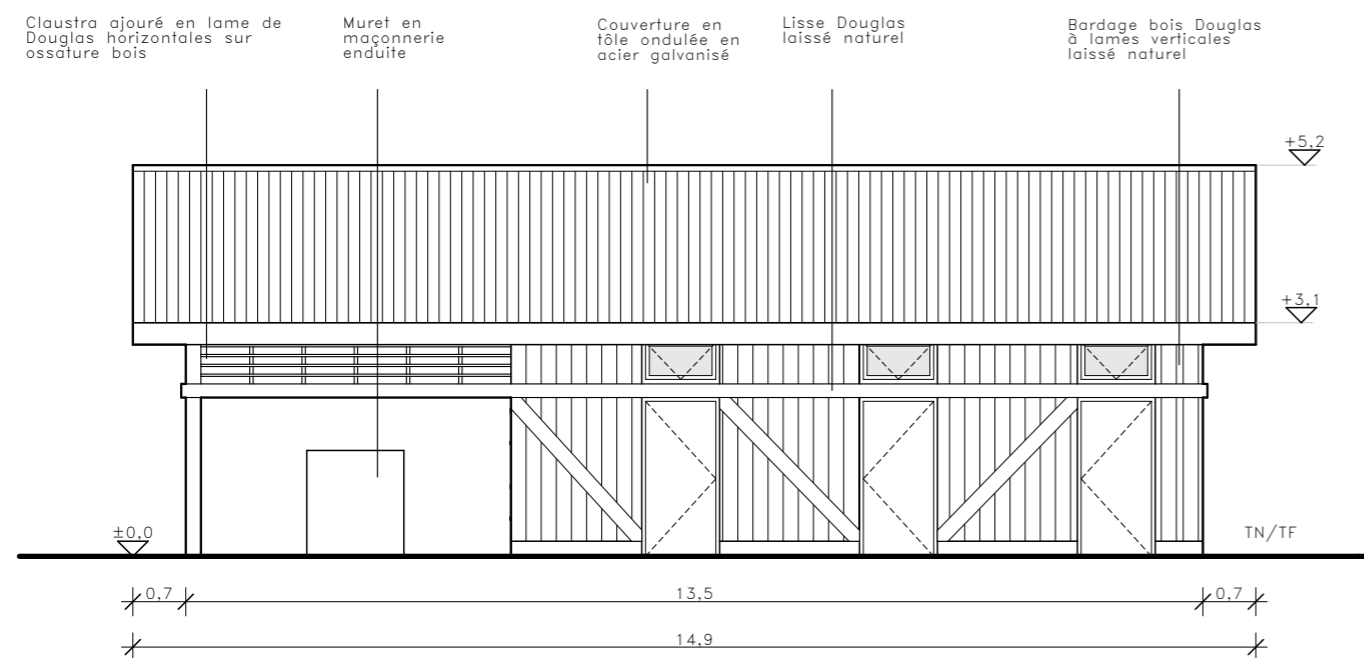 Claustra ajouré en lame de
Douglas horizontales sur
ossature bois
Muret en
maçonnerie
enduite
Couverture en
tôle ondulée en
acier galvanisé
Lisse Douglas
laissé naturel
Bardage bois Douglas
à lames verticales
laissé naturel
+5,2
+3,1
±0,0
TN/TF
0,7
13,5
0,7
14,9